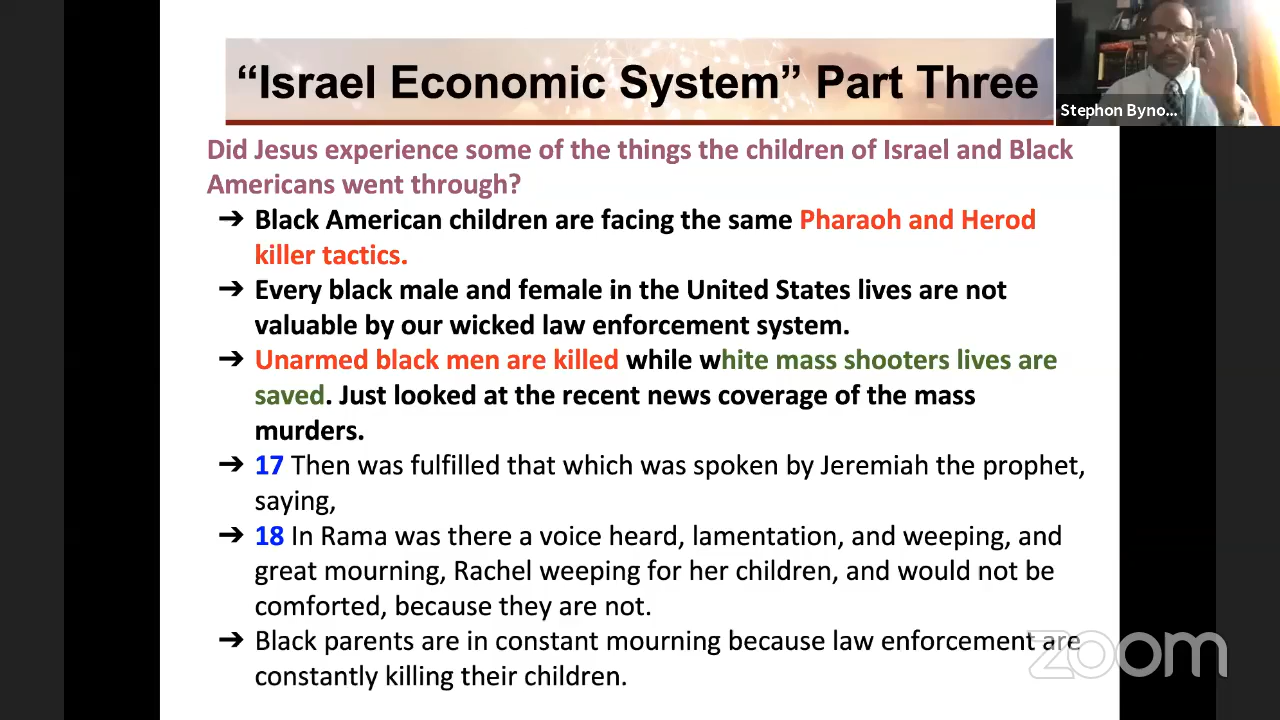 “Israel Economic System” Part Three
Stephon Byno...
Did Jesus experience some of the things the children of Israel and Black
Americans went through?
➔ Black American children are facing the same Pharaoh and Herod
killer tactics.
➔ Every black male and female in the United States lives are not
valuable by our wicked law enforcement system.
➔ Unarmed black men are killed while white mass shooters lives are
saved. Just looked at the recent news coverage of the mass
murders.
➔ 17 Then was fulfilled that which was spoken by Jeremiah the prophet,
saying,
➔ 18 In Rama was there a voice heard, lamentation, and weeping, and
great mourning, Rachel weeping for her children, and would not be
comforted, because they are not.
➔ Black parents are in constant mourning because law enforcement are
constantly killing their children.
zoom